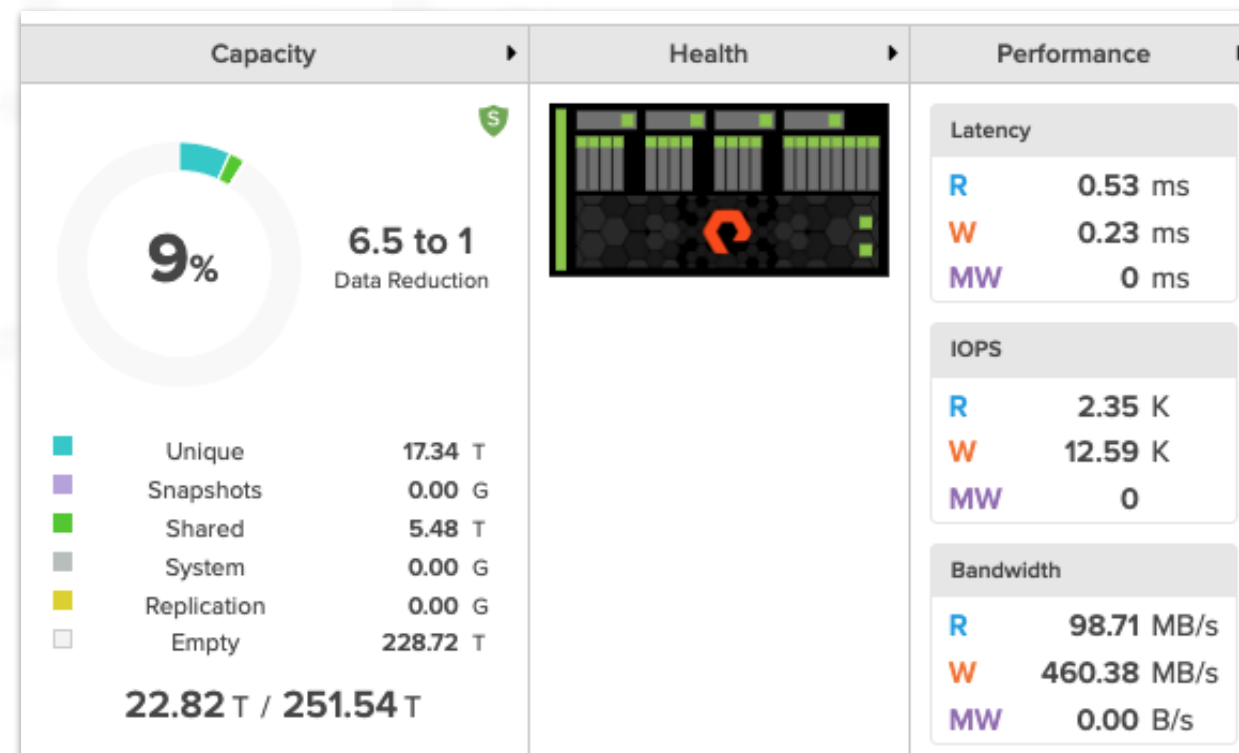 Capacity
Health
Performance
S
9%
6.5 to 1
Data Reduction
Unique 17.34 T
Snapshots 0.00 G
Shared 5.48 T
System 0.00 G
Replication 0.00 G
Empty 228.72 T
22.82 T / 251.54 T
Latency
R 0.53 ms
W 0.23 ms
MW 0 ms
IOPS
R 2.35 K
W 12.59 K
MW 0
Bandwidth
R 98.71 MB/s
W 460.38 MB/s
MW 0.00 B/s